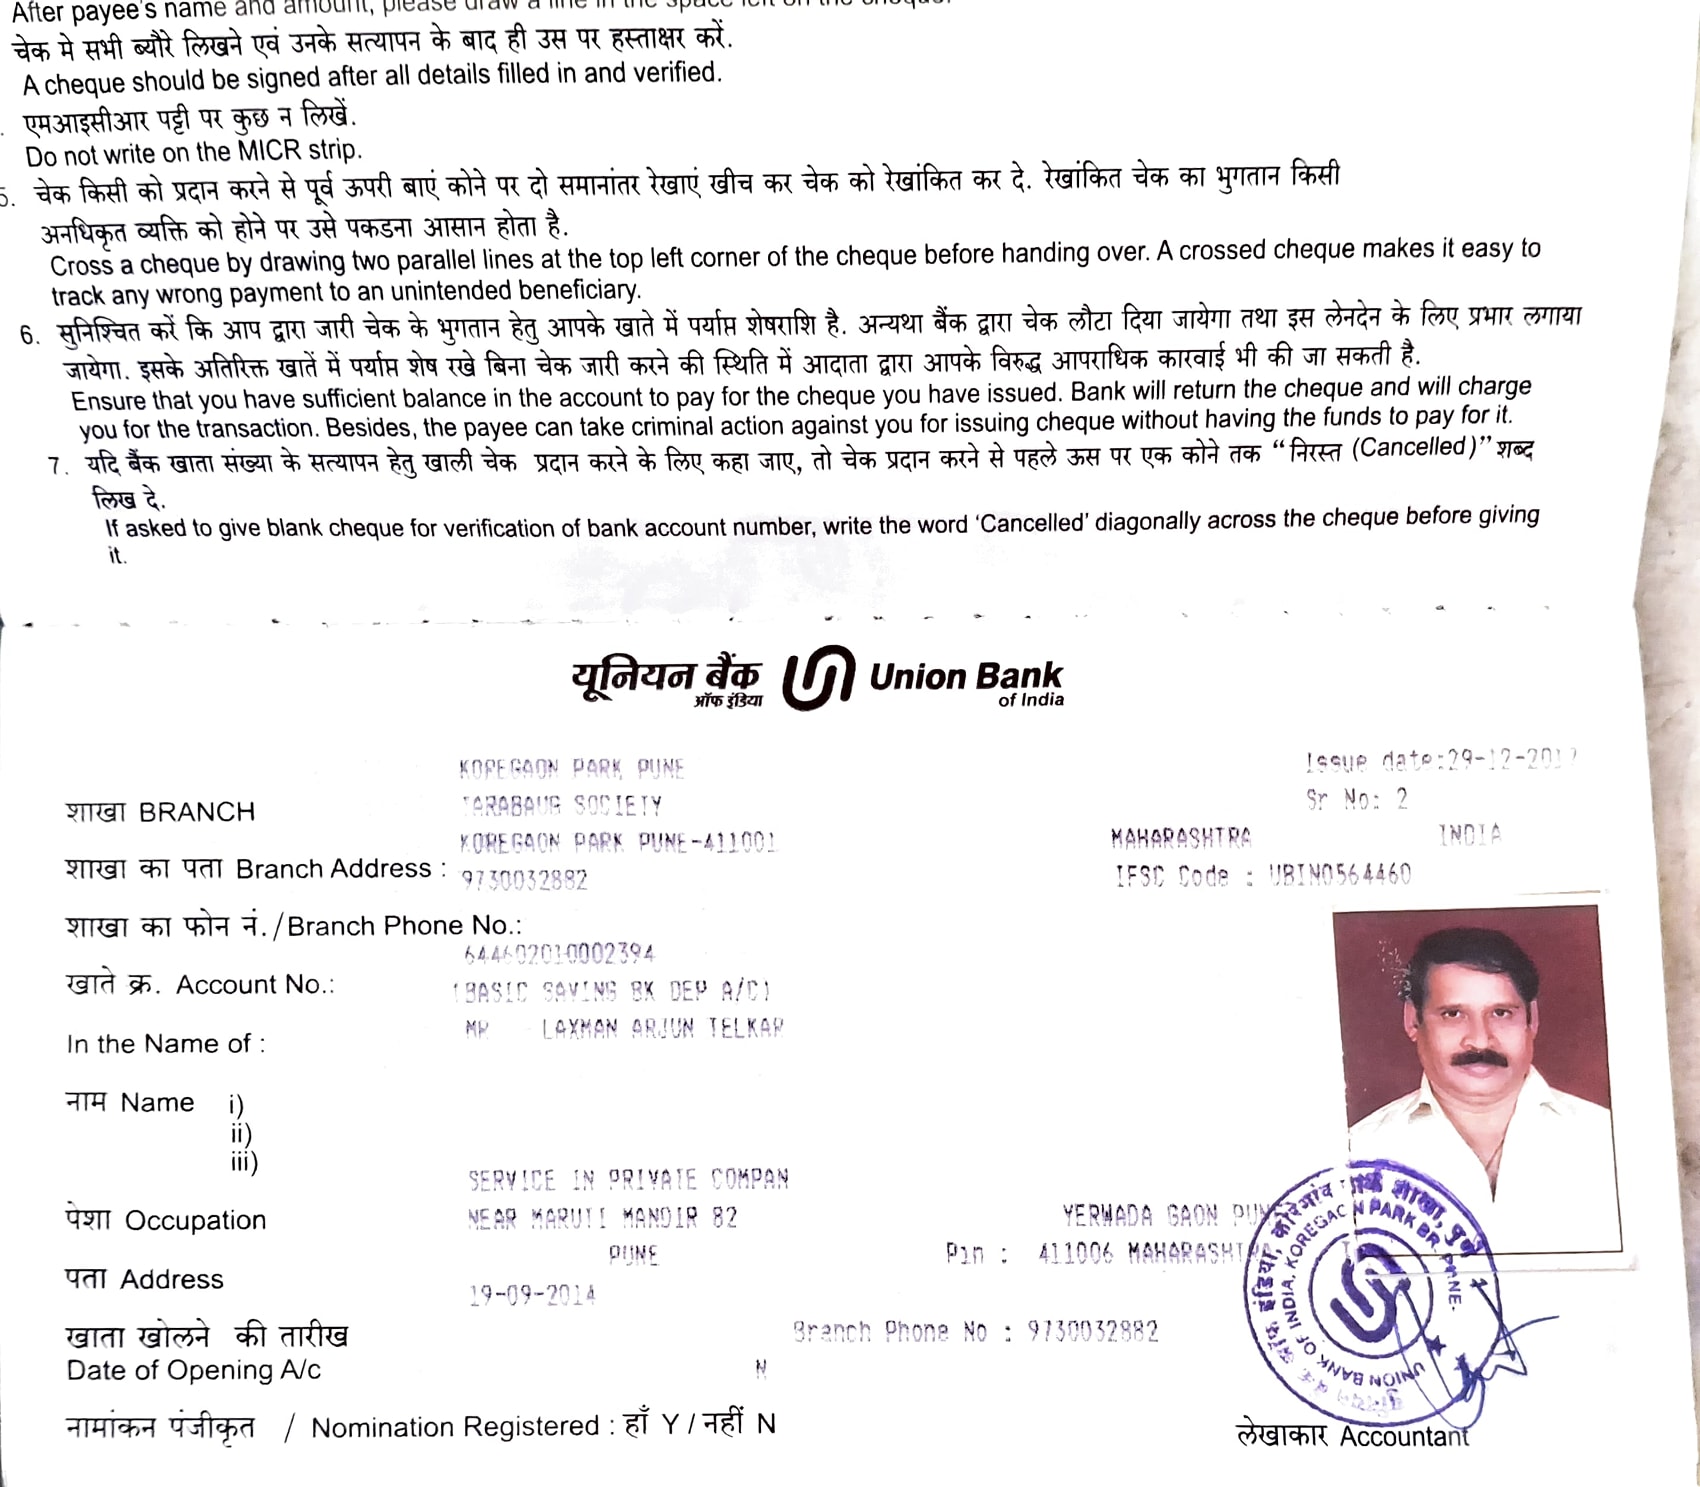 After payee's name and amount, please draw a line in the space left on the cheque.
चेक मे सभी ब्यौरे लिखने एवं उनके सत्यापन के बाद ही उस पर हस्ताक्षर करें.
A cheque should be signed after all details filled in and verified.
एमआइसीआर पट्टी पर कुछ न लिखें.
Do not write on the MICR strip.
5. चेक किसी को प्रदान करने से पूर्व ऊपरी बाएं कोने पर दो समानांतर रेखाएं खीच कर चेक को रेखांकित कर दे. रेखांकित चेक का भुगतान किसी
अनधिकृत व्यक्ति को होने पर उसे पकडना आसान होता है.
Cross a cheque by drawing two parallel lines at the top left corner of the cheque before handing over. A crossed cheque makes it easy to
track any wrong payment to an unintended beneficiary.
6. सुनिश्चित करें कि आप द्वारा जारी चेक के भुगतान हेतु आपके खाते में पर्याप्त शेषराशि है. अन्यथा बैंक द्वारा चेक लौटा दिया जायेगा तथा इस लेनदेन के लिए प्रभार लगाया
जायेगा. इसके अतिरिक्त खातें में पर्याप्त शेष रखे बिना चेक जारी करने की स्थिति में आदाता द्वारा आपके विरुद्ध आपराधिक कारवाई भी की जा सकती है.
Ensure that you have sufficient balance in the account to pay for the cheque you have issued. Bank will return the cheque and will charge
you for the transaction. Besides, the payee can take criminal action against you for issuing cheque without having the funds to pay for it.
7. यदि बैंक खाता संख्या के सत्यापन हेतु खाली चेक प्रदान करने के लिए कहा जाए, तो चेक प्रदान करने से पहले ऊस पर एक कोने तक “निरस्त (Cancelled)” शब्द
लिख दे.
If asked to give blank cheque for verification of bank account number, write the word ‘Cancelled’ diagonally across the cheque before giving
it.
यूनियन बैंक Union Bank
ऑफ इंडिया of India
KOREGAON PARK PUNE Issue date:29-12-2017
शाखा BRANCH TARABAUG SOCIETY Sr No: 2
KOREGAON PARK PUNE-411001 MAHARASHTRA INDIA
शाखा का पता Branch Address : 9730032882 IFSC Code : UBIN0564460
शाखा का फोन नं./Branch Phone No.:
644602010002394
खाते क्र. Account No.: (BASIC SAVING BK DEP A/C)
In the Name of : MR LAXMAN ARJUN TELKAR
नाम Name i)
ii)
iii)
SERVICE IN PRIVATE COMPAN
पेशा Occupation NEAR MARUTI MANDIR 82 YERWADA GAON PUN
PUNE Pin : 411006 MAHARASHTRA
पता Address 19-09-2014
खाता खोलने की तारीख Branch Phone No : 9730032882
Date of Opening A/c N
नामांकन पंजीकृत / Nomination Registered : हाँ Y / नहीं N
लेखाकार Accountant
UNION BANK OF INDIA, KOREGAON PARK BR. PUNE-